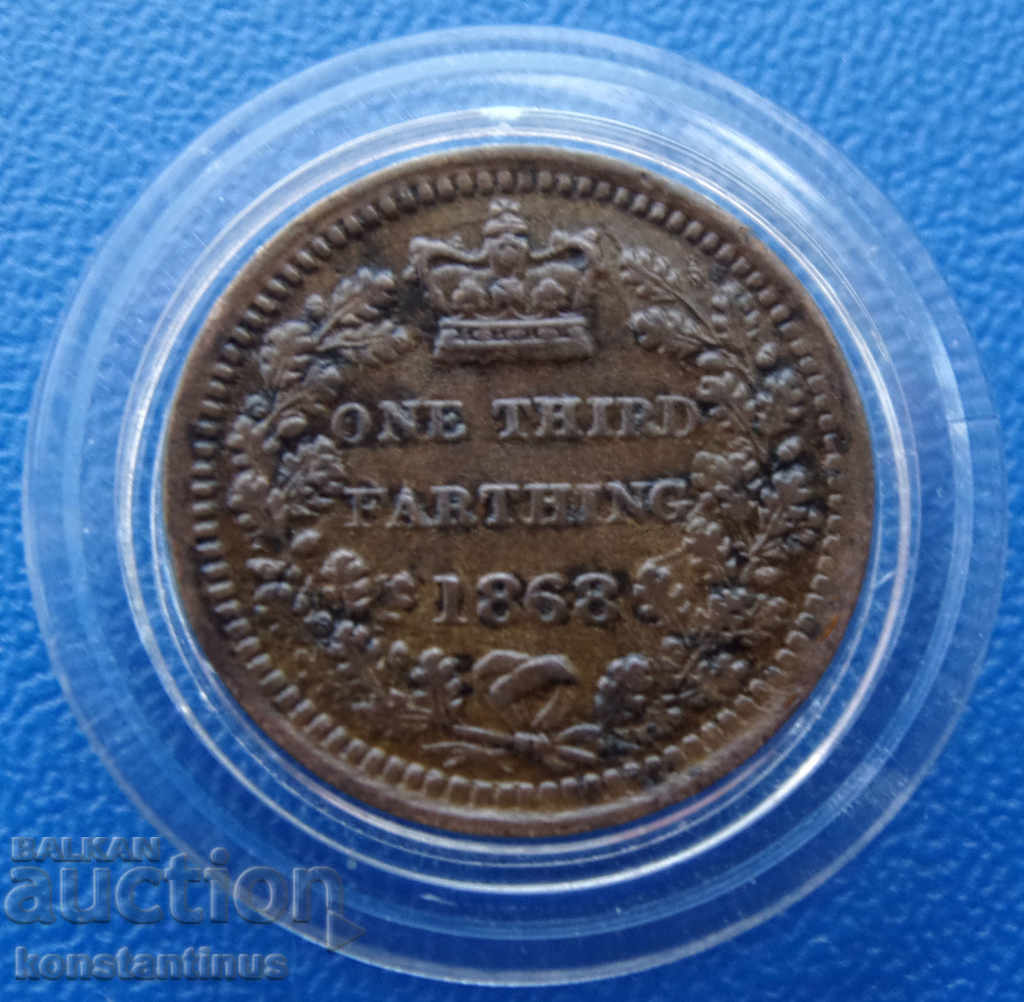 ONE THIRD
FARTHING
1868
BALKAN
auction
konstantinus